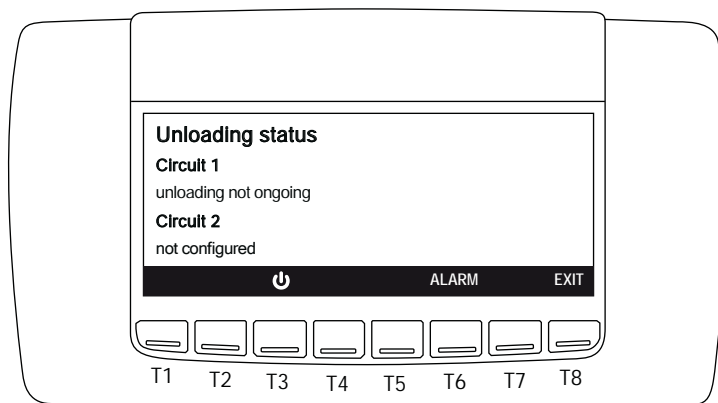 Unloading status
Circuit 1
unloading not ongoing
Circuit 2
not configured
ALARM EXIT
T1 T2 T3 T4 T5 T6 T7 T8